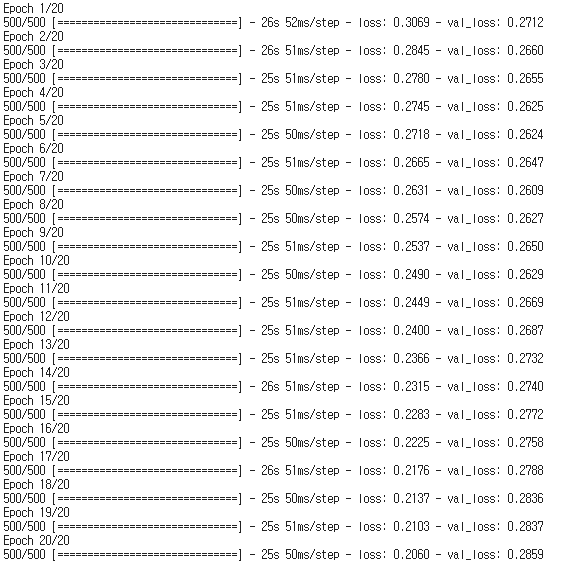 Epoch 1/20
500/500 [==============================] - 26s 52ms/step - loss: 0.3069 - val_loss: 0.2712
Epoch 2/20
500/500 [==============================] - 26s 51ms/step - loss: 0.2845 - val_loss: 0.2660
Epoch 3/20
500/500 [==============================] - 25s 51ms/step - loss: 0.2780 - val_loss: 0.2655
Epoch 4/20
500/500 [==============================] - 25s 51ms/step - loss: 0.2745 - val_loss: 0.2625
Epoch 5/20
500/500 [==============================] - 25s 50ms/step - loss: 0.2718 - val_loss: 0.2624
Epoch 6/20
500/500 [==============================] - 25s 51ms/step - loss: 0.2665 - val_loss: 0.2647
Epoch 7/20
500/500 [==============================] - 25s 50ms/step - loss: 0.2631 - val_loss: 0.2609
Epoch 8/20
500/500 [==============================] - 25s 50ms/step - loss: 0.2574 - val_loss: 0.2627
Epoch 9/20
500/500 [==============================] - 25s 51ms/step - loss: 0.2537 - val_loss: 0.2650
Epoch 10/20
500/500 [==============================] - 25s 50ms/step - loss: 0.2490 - val_loss: 0.2629
Epoch 11/20
500/500 [==============================] - 25s 51ms/step - loss: 0.2449 - val_loss: 0.2669
Epoch 12/20
500/500 [==============================] - 25s 51ms/step - loss: 0.2400 - val_loss: 0.2687
Epoch 13/20
500/500 [==============================] - 25s 51ms/step - loss: 0.2366 - val_loss: 0.2732
Epoch 14/20
500/500 [==============================] - 26s 51ms/step - loss: 0.2315 - val_loss: 0.2740
Epoch 15/20
500/500 [==============================] - 25s 51ms/step - loss: 0.2283 - val_loss: 0.2772
Epoch 16/20
500/500 [==============================] - 25s 50ms/step - loss: 0.2225 - val_loss: 0.2758
Epoch 17/20
500/500 [==============================] - 26s 51ms/step - loss: 0.2176 - val_loss: 0.2788
Epoch 18/20
500/500 [==============================] - 25s 50ms/step - loss: 0.2137 - val_loss: 0.2836
Epoch 19/20
500/500 [==============================] - 25s 51ms/step - loss: 0.2103 - val_loss: 0.2837
Epoch 20/20
500/500 [==============================] - 25s 50ms/step - loss: 0.2060 - val_loss: 0.2859